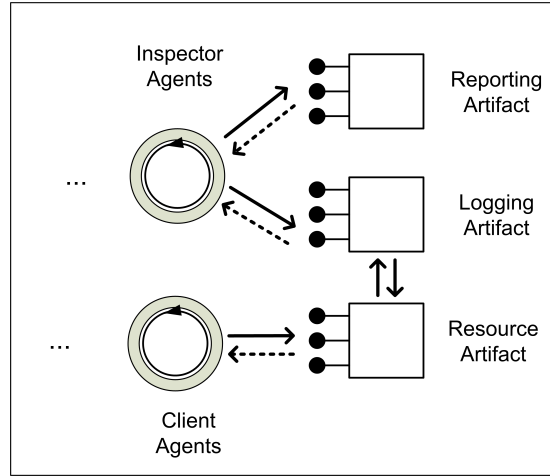 Inspector
Agents
Reporting
Artifact
...
Logging
Artifact
...
Resource
Artifact
Client
Agents